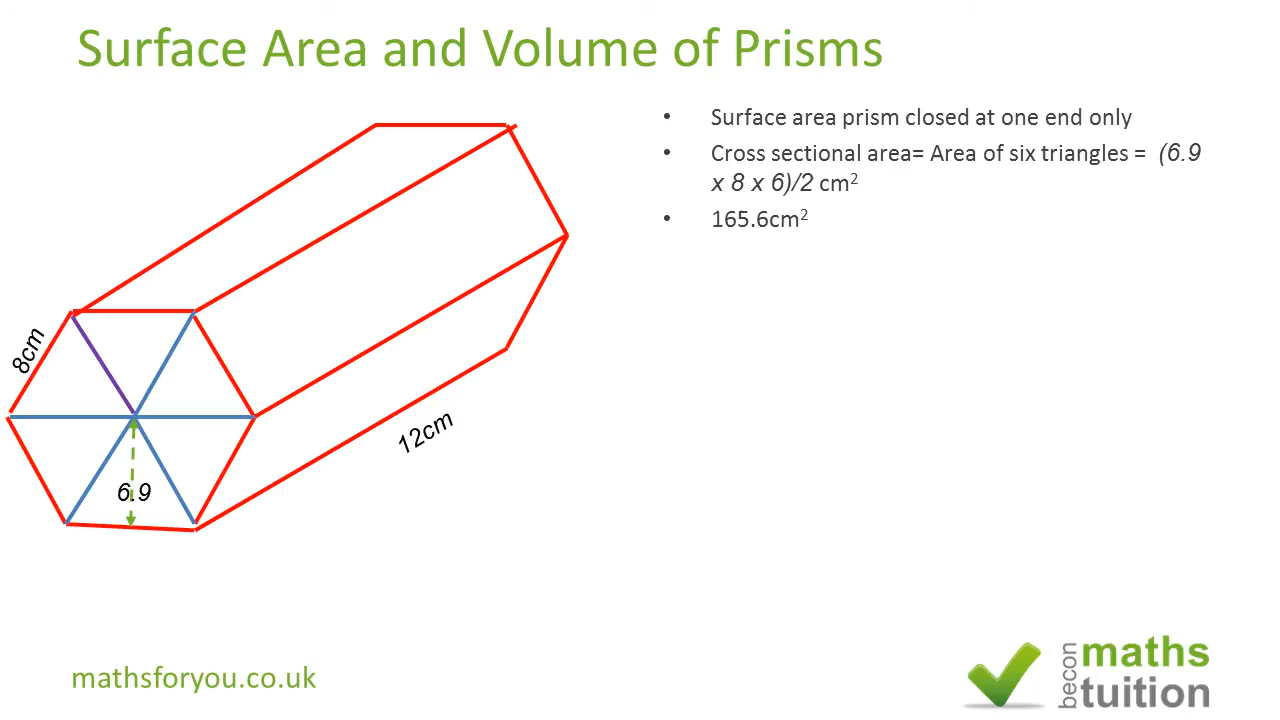 Surface Area and Volume of Prisms
• Surface area prism closed at one end only
• Cross sectional area= Area of six triangles = (6.9
x 8 x 6)/2 cm²
• 165.6cm²
8cm
12cm
6.9
mathsforyou.co.uk
becon
maths
tuition